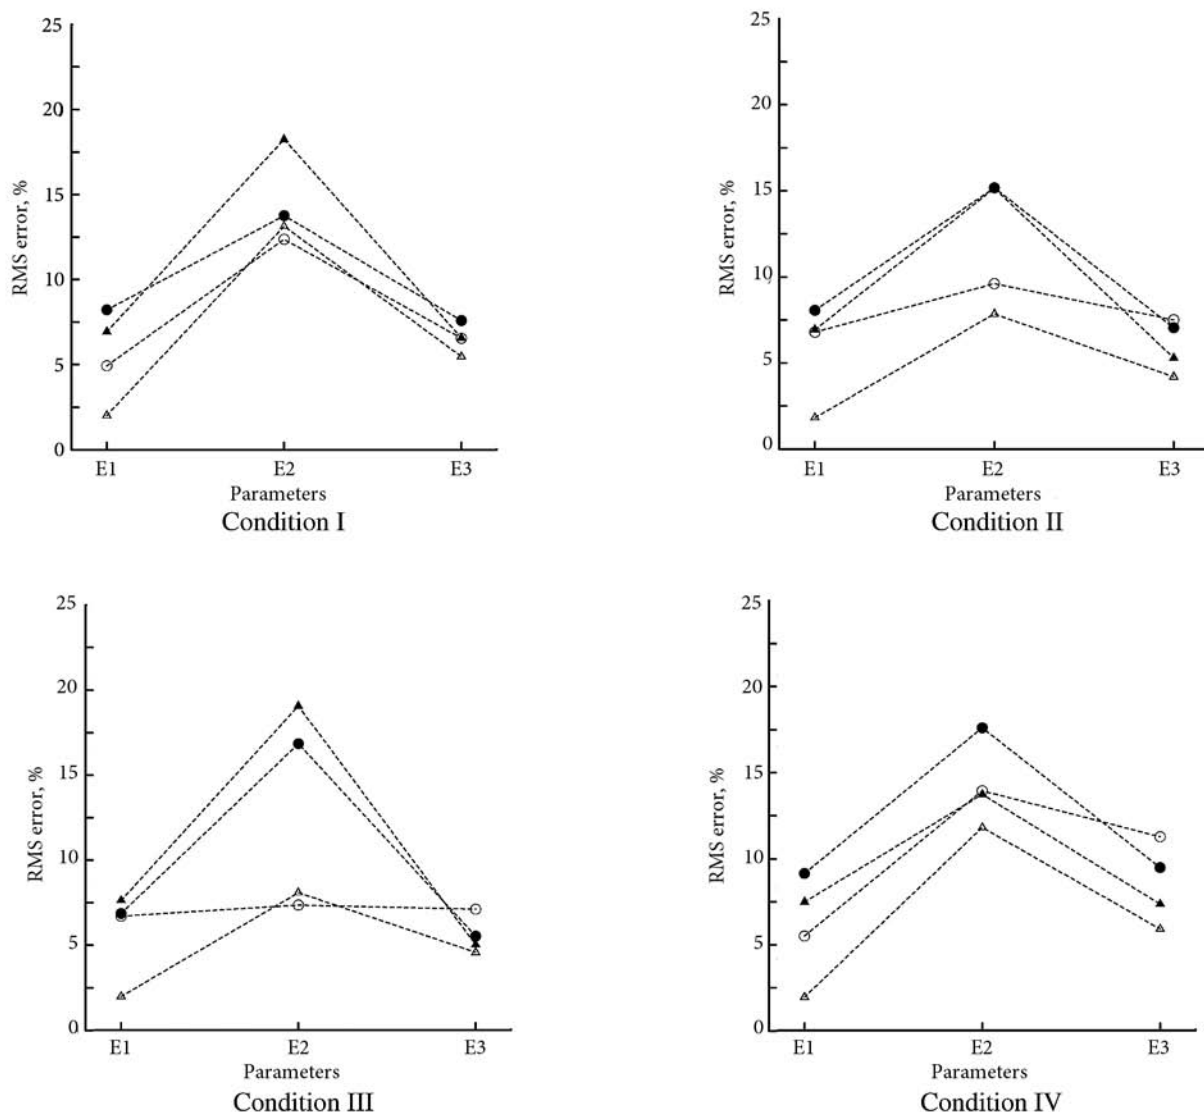 25
20
15
10
5
0
RMS error, %
E1 E2 E3
Parameters
Condition I
25
20
15
10
5
0
RMS error, %
E1 E2 E3
Parameters
Condition II
25
20
15
10
5
0
RMS error, %
E1 E2 E3
Parameters
Condition III
25
20
15
10
5
0
RMS error, %
E1 E2 E3
Parameters
Condition IV